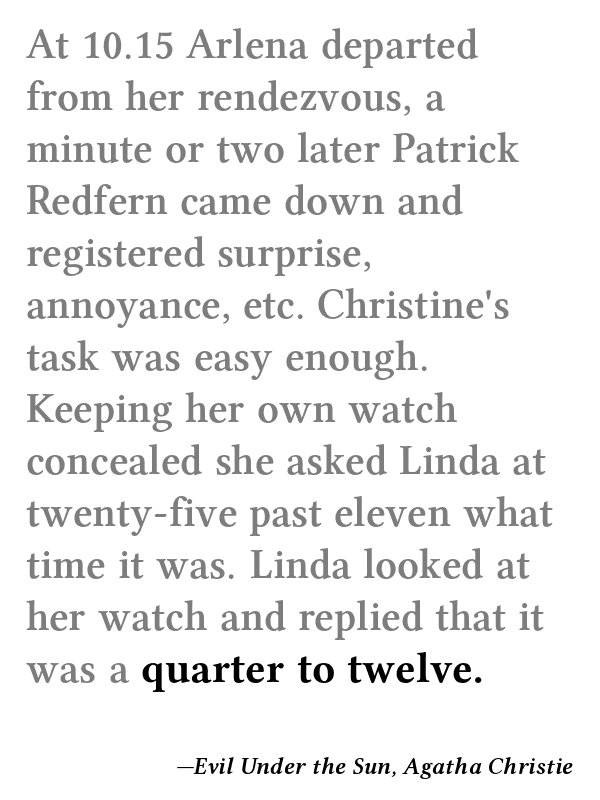 At 10.15 Arlena departed
from her rendezvous, a
minute or two later Patrick
Redfern came down and
registered surprise,
annoyance, etc. Christine's
task was easy enough.
Keeping her own watch
concealed she asked Linda at
twenty-five past eleven what
time it was. Linda looked at
her watch and replied that it
was a quarter to twelve.
—Evil Under the Sun, Agatha Christie